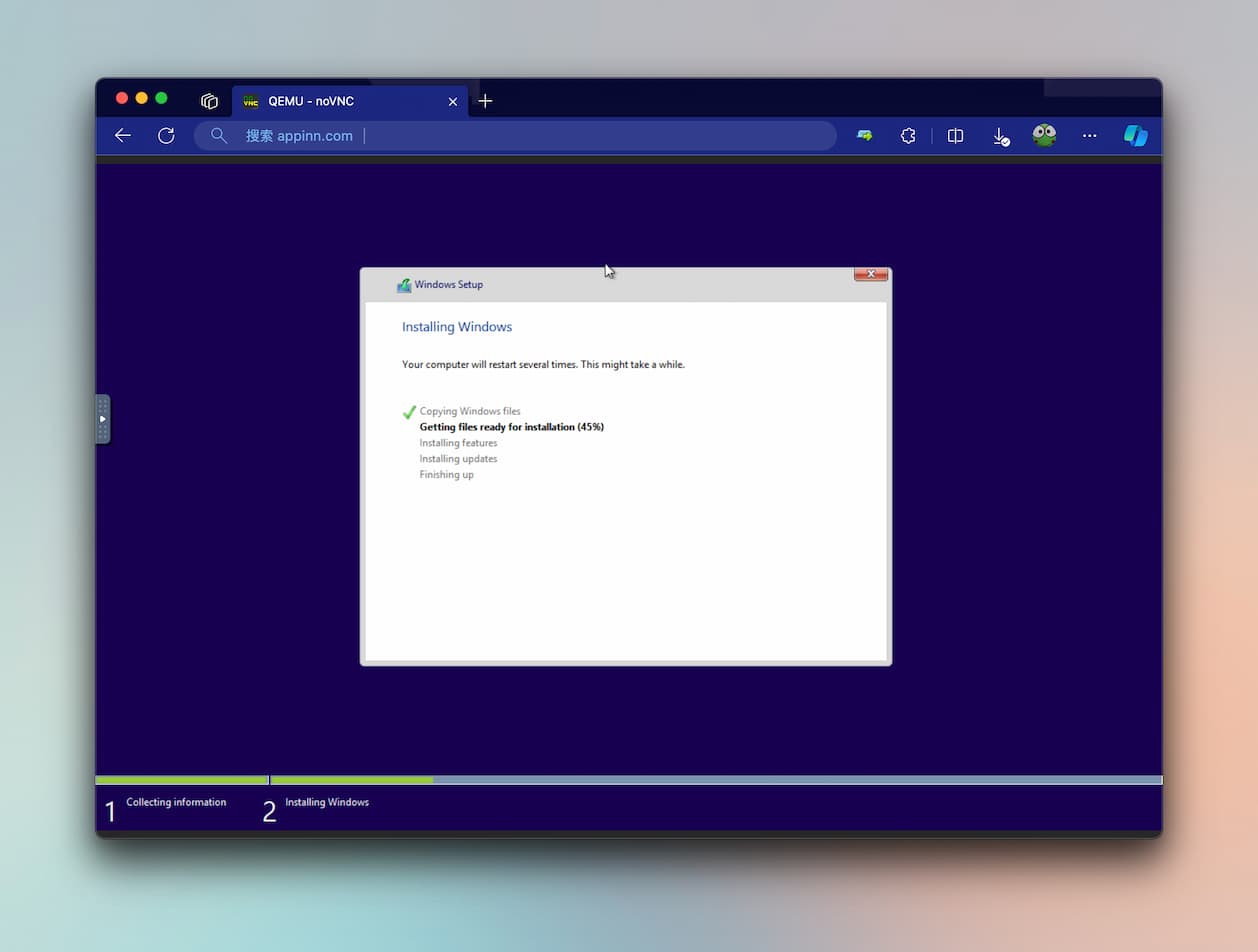 QEMU - noVNC
搜索 appinn.com
Windows Setup
Installing Windows
Your computer will restart several times. This might take a while.
Copying Windows files
Getting files ready for installation (45%)
Installing features
Installing updates
Finishing up
1 Collecting information
2 Installing Windows